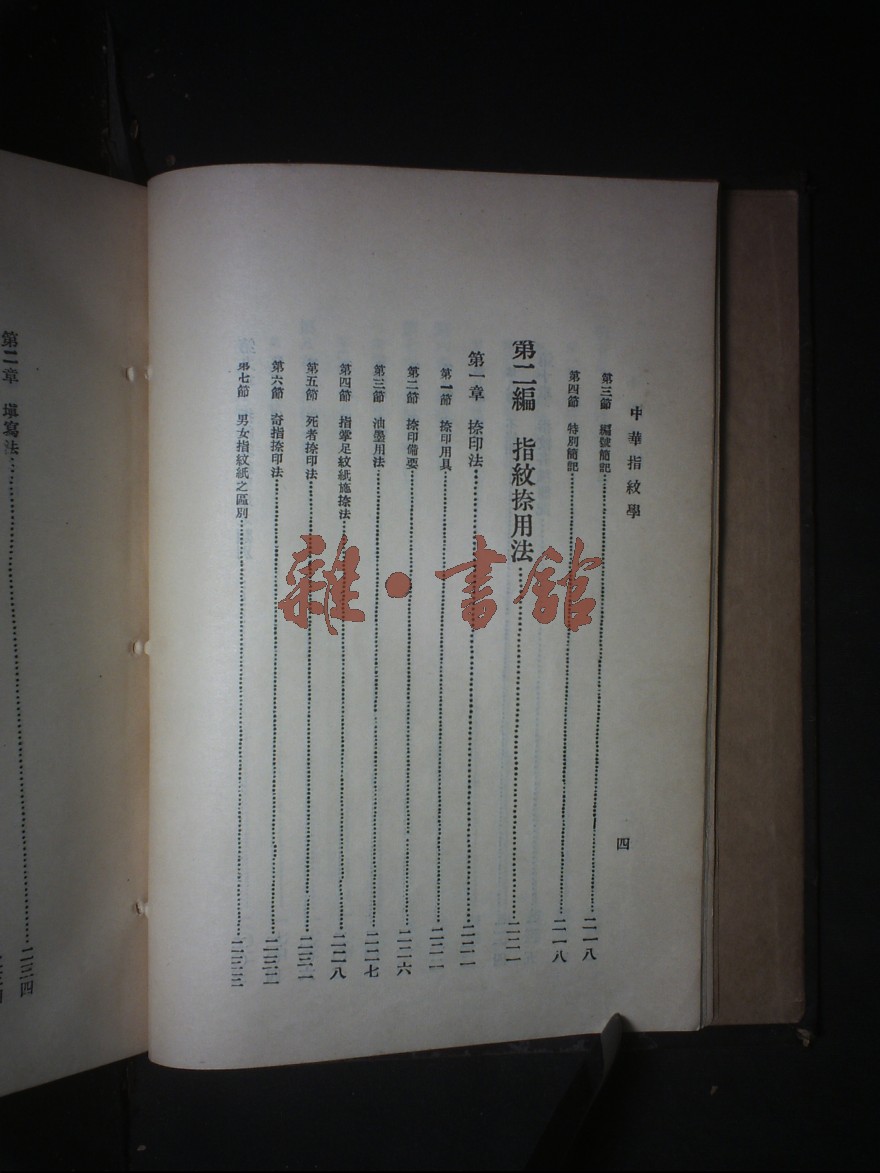 中華指紋學
四
第三節 編號簡記……二一八
第四節 特別簡記……二一八
第二編 指紋捺用法……二二一
第一章 捺印法……二二一
第一節 捺印用具……二二一
第二節 捺印備要……二二六
第三節 油墨用法……二二七
第四節 指掌足紋紙施捺法……二二八
第五節 死者捺印法……二三一
第六節 奇指捺印法……二三二
第七節 男女指紋紙之區別……二三三
第二章 塡寫法……二三四
雜·書館